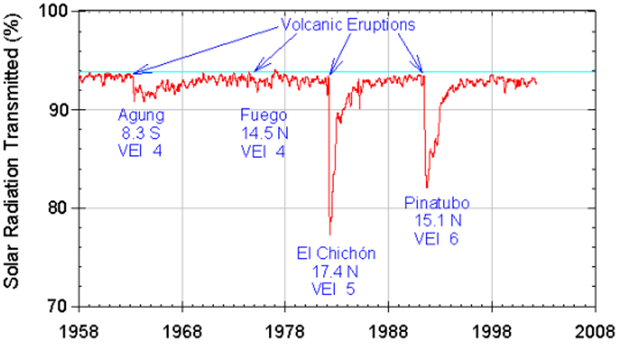 100
Volcanic Eruptions
90
Agung
8.3 S
VEI 4
Fuego
14.5 N
VEI 4
80
Pinatubo
15.1 N
VEI 6
El Chichón
17.4 N
VEI 5
70
1958 1968 1978 1988 1998 2008
Solar Radiation Transmitted (%)